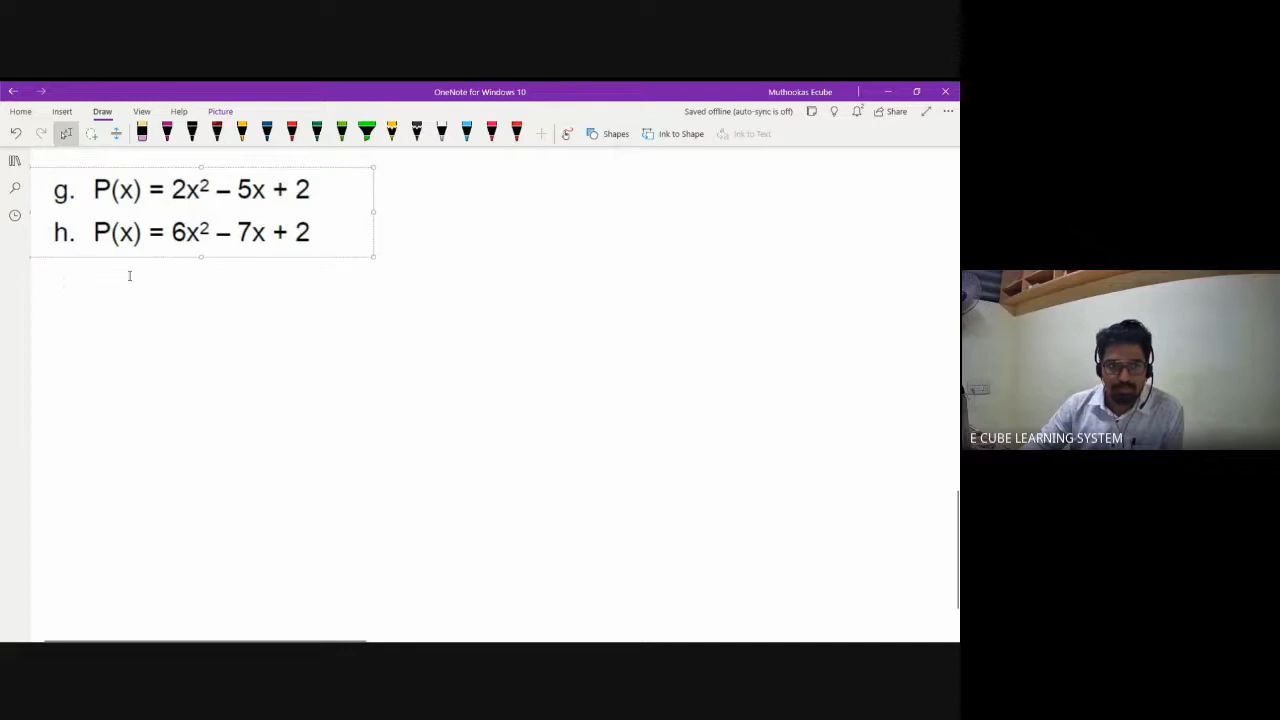 OneNote for Windows 10
Muthookas Ecube
Home Insert Draw View Help Picture
Saved offline (auto-sync is off)
Share
Shapes
Ink to Shape
Ink to Text
g. P(x) = 2x² – 5x + 2
h. P(x) = 6x² – 7x + 2
E CUBE LEARNING SYSTEM